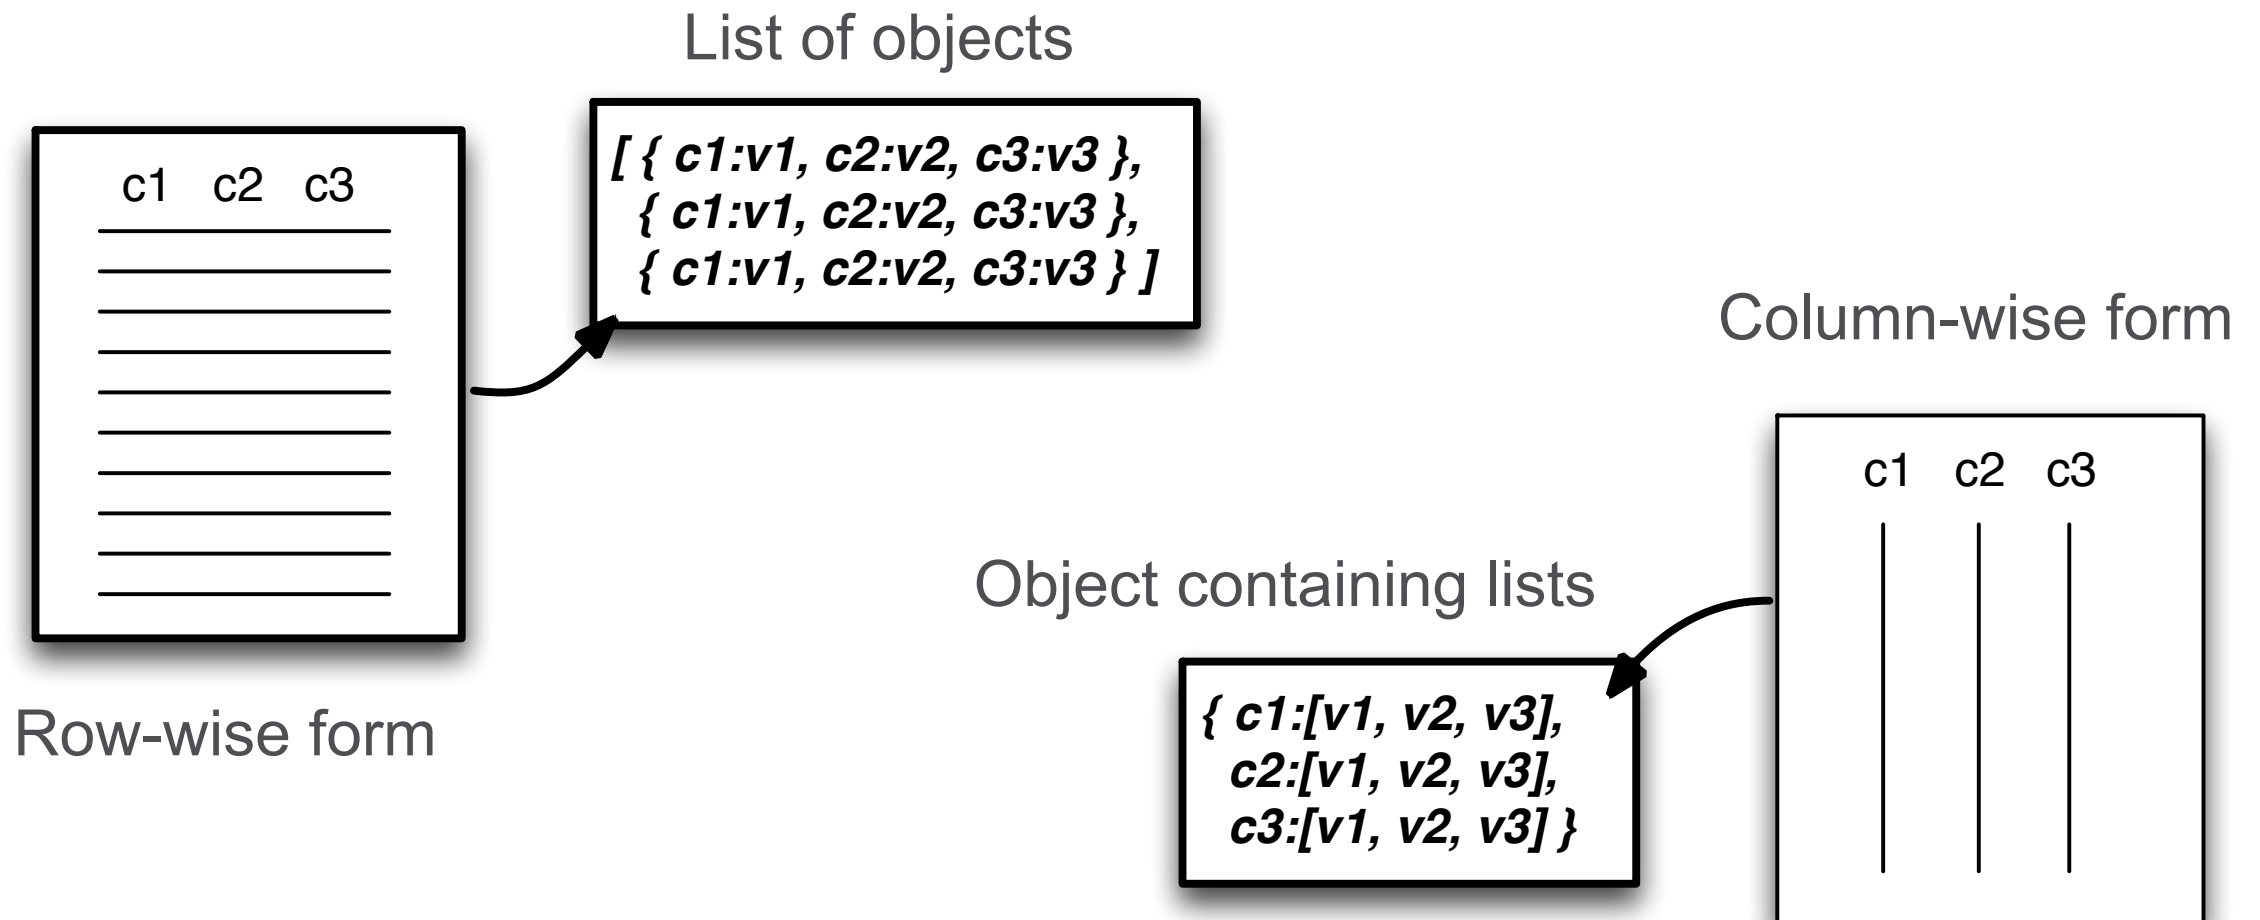 List of objects
c1 c2 c3
[ { c1:v1, c2:v2, c3:v3 },
{ c1:v1, c2:v2, c3:v3 },
{ c1:v1, c2:v2, c3:v3 } ]
Row-wise form
Column-wise form
c1 c2 c3
Object containing lists
{ c1:[v1, v2, v3],
c2:[v1, v2, v3],
c3:[v1, v2, v3] }